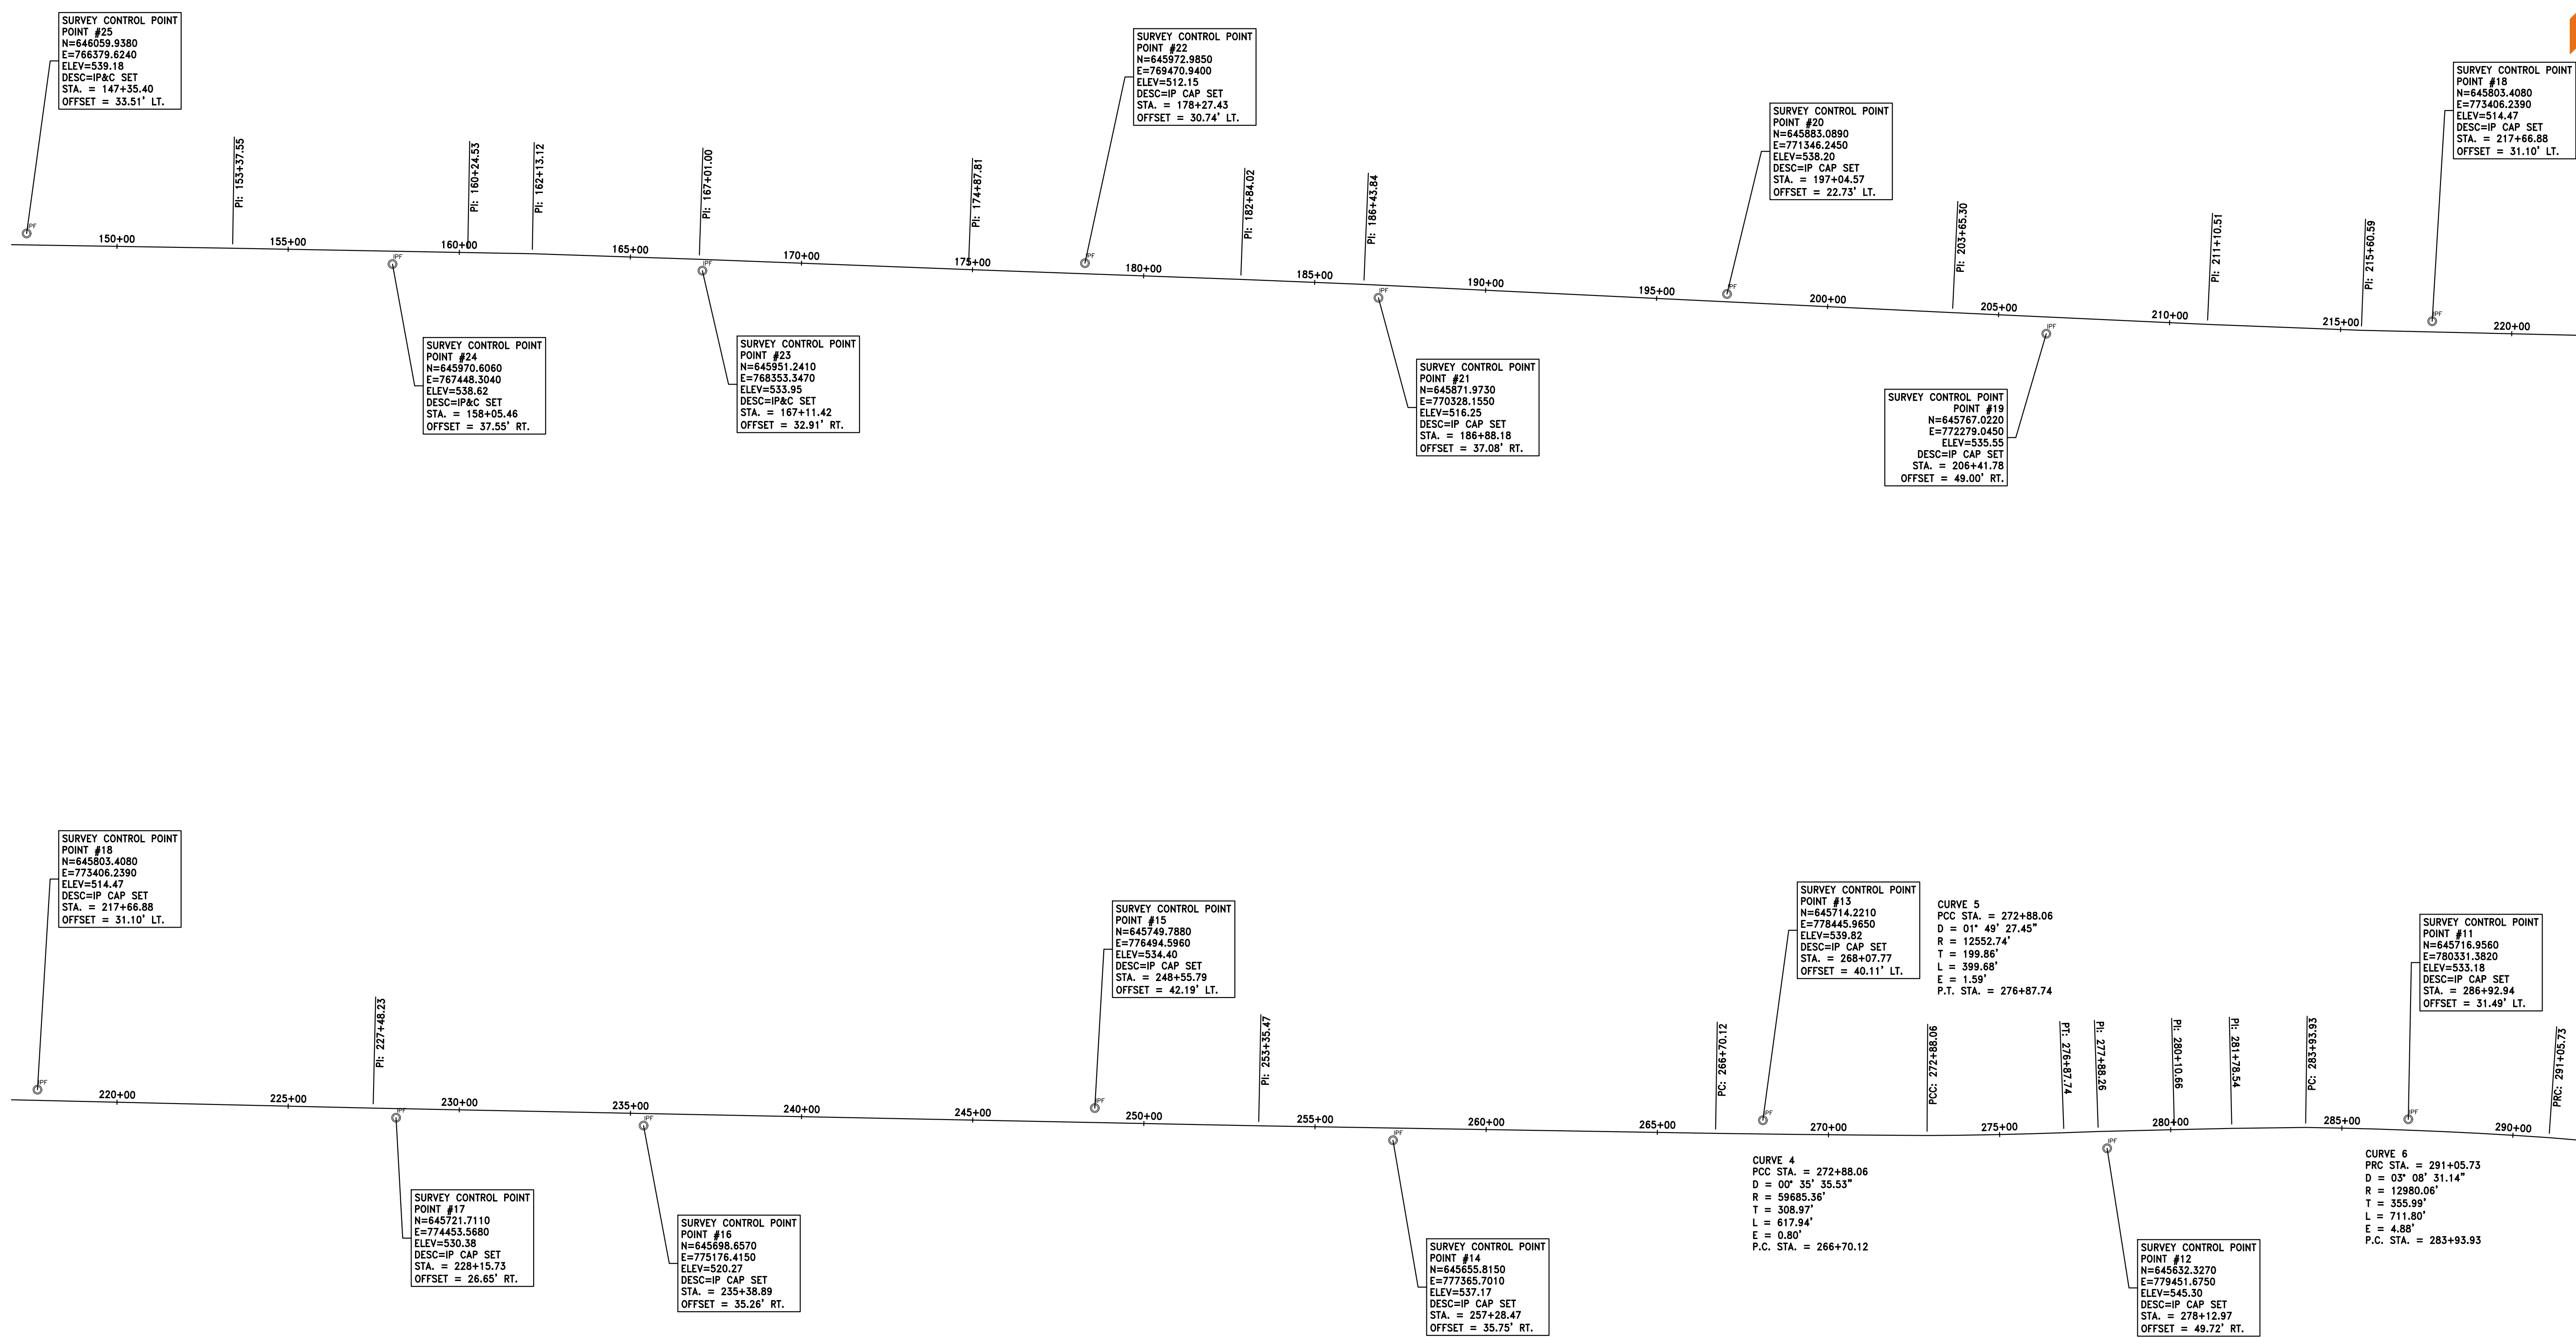 SURVEY CONTROL POINT
POINT #25
N=646059.9380
E=766379.6240
ELEV=539.18
DESC=IP&C SET
STA. = 147+35.40
OFFSET = 33.51' LT.
SURVEY CONTROL POINT
POINT #22
N=645972.9850
E=769470.9400
ELEV=512.15
DESC=IP CAP SET
STA. = 178+27.43
OFFSET = 30.74' LT.
SURVEY CONTROL POINT
POINT #20
N=645883.0890
E=771346.2450
ELEV=538.20
DESC=IP CAP SET
STA. = 197+04.57
OFFSET = 22.73' LT.
SURVEY CONTROL POINT
POINT #18
N=645803.4080
E=773406.2390
ELEV=514.47
DESC=IP CAP SET
STA. = 217+66.88
OFFSET = 31.10' LT.
PI: 153+37.55
PI: 160+24.53
PI: 162+13.12
PI: 167+01.00
PI: 174+87.81
PI: 182+84.02
PI: 186+43.84
PI: 203+65.30
PI: 211+10.51
PI: 215+60.59
IPF
IPF
IPF
IPF
IPF
IPF
IPF
IPF
150+00
155+00
160+00
165+00
170+00
175+00
180+00
185+00
190+00
195+00
200+00
205+00
210+00
215+00
220+00
SURVEY CONTROL POINT
POINT #24
N=645970.6060
E=767448.3040
ELEV=538.62
DESC=IP&C SET
STA. = 158+05.46
OFFSET = 37.55' RT.
SURVEY CONTROL POINT
POINT #23
N=645951.2410
E=768353.3470
ELEV=533.95
DESC=IP&C SET
STA. = 167+11.42
OFFSET = 32.91' RT.
SURVEY CONTROL POINT
POINT #21
N=645871.9730
E=770328.1550
ELEV=516.25
DESC=IP CAP SET
STA. = 186+88.18
OFFSET = 37.08' RT.
SURVEY CONTROL POINT
POINT #19
N=645767.0220
E=772279.0450
ELEV=535.55
DESC=IP CAP SET
STA. = 206+41.78
OFFSET = 49.00' RT.
SURVEY CONTROL POINT
POINT #18
N=645803.4080
E=773406.2390
ELEV=514.47
DESC=IP CAP SET
STA. = 217+66.88
OFFSET = 31.10' LT.
SURVEY CONTROL POINT
POINT #15
N=645749.7880
E=776494.5960
ELEV=534.40
DESC=IP CAP SET
STA. = 248+55.79
OFFSET = 42.19' LT.
SURVEY CONTROL POINT
POINT #13
N=645714.2210
E=778445.9650
ELEV=539.82
DESC=IP CAP SET
STA. = 268+07.77
OFFSET = 40.11' LT.
CURVE 5
PCC STA. = 272+88.06
D = 01° 49' 27.45"
R = 12552.74'
T = 199.86'
L = 399.68'
E = 1.59'
P.T. STA. = 276+87.74
SURVEY CONTROL POINT
POINT #11
N=645716.9560
E=780331.3820
ELEV=533.18
DESC=IP CAP SET
STA. = 286+92.94
OFFSET = 31.49' LT.
PI: 227+48.23
PI: 253+35.47
PC: 266+70.12
PCC: 272+88.06
PT: 276+87.74
PI: 277+88.26
PI: 280+10.66
PI: 281+78.54
PC: 283+93.93
PRC: 291+05.73
IPF
IPF
IPF
IPF
IPF
IPF
IPF
IPF
220+00
225+00
230+00
235+00
240+00
245+00
250+00
255+00
260+00
265+00
270+00
275+00
280+00
285+00
290+00
SURVEY CONTROL POINT
POINT #17
N=645721.7110
E=774453.5680
ELEV=530.38
DESC=IP CAP SET
STA. = 228+15.73
OFFSET = 26.65' RT.
SURVEY CONTROL POINT
POINT #16
N=645698.6570
E=775176.4150
ELEV=520.27
DESC=IP CAP SET
STA. = 235+38.89
OFFSET = 35.26' RT.
SURVEY CONTROL POINT
POINT #14
N=645655.8150
E=777365.7010
ELEV=537.17
DESC=IP CAP SET
STA. = 257+28.47
OFFSET = 35.75' RT.
CURVE 4
PCC STA. = 272+88.06
D = 00° 35' 35.53"
R = 59685.36'
T = 308.97'
L = 617.94'
E = 0.80'
P.C. STA. = 266+70.12
SURVEY CONTROL POINT
POINT #12
N=645632.3270
E=779451.6750
ELEV=545.30
DESC=IP CAP SET
STA. = 278+12.97
OFFSET = 49.72' RT.
CURVE 6
PRC STA. = 291+05.73
D = 03° 08' 31.14"
R = 12980.06'
T = 355.99'
L = 711.80'
E = 4.88'
P.C. STA. = 283+93.93